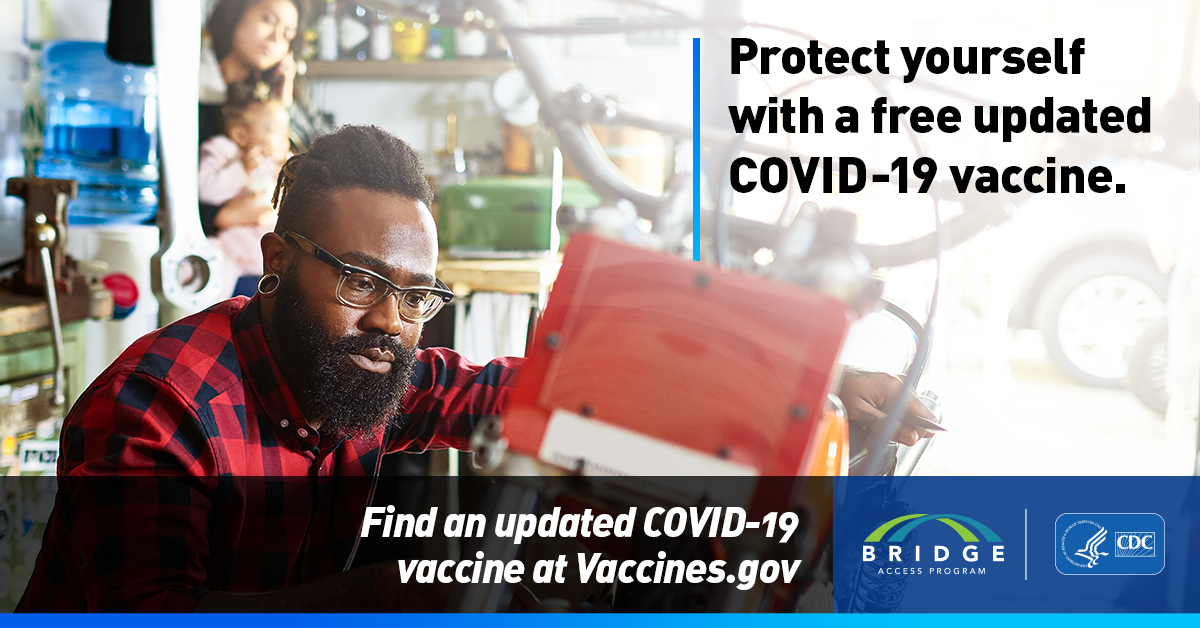 Protect yourself
with a free updated
COVID-19 vaccine.
Find an updated COVID-19
vaccine at Vaccines.gov
BRIDGE
ACCESS PROGRAM
CDC